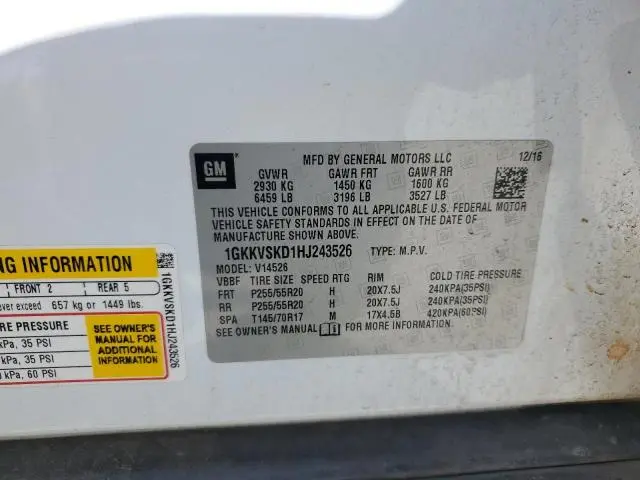 GM
MFD BY GENERAL MOTORS LLC 12/16
GVWR GAWR FRT GAWR RR
2930 KG 1450 KG 1600 KG
6459 LB 3196 LB 3527 LB
THIS VEHICLE CONFORMS TO ALL APPLICABLE U.S. FEDERAL MOTOR
VEHICLE SAFETY STANDARDS IN EFFECT ON THE DATE OF
MANUFACTURE SHOWN ABOVE.
1GKKVSKD1HJ243526 TYPE: M.P.V.
MODEL: V14526
VBBF TIRE SIZE SPEED RTG RIM COLD TIRE PRESSURE
FRT P255/55R20 H 20X7.5J 240KPA(35PSI)
RR P255/55R20 H 20X7.5J 240KPA(35PSI)
SPA T145/70R17 M 17X4.5B 420KPA(60PSI)
SEE OWNER'S MANUAL FOR MORE INFORMATION.
NG INFORMATION
FRONT 2 REAR 5
ever exceed 657 kg or 1449 lbs.
TIRE PRESSURE
kPa, 35 PSI
kPa, 35 PSI
kPa, 60 PSI
SEE OWNER'S
MANUAL FOR
ADDITIONAL
INFORMATION
1GKKVSKD1HJ243526